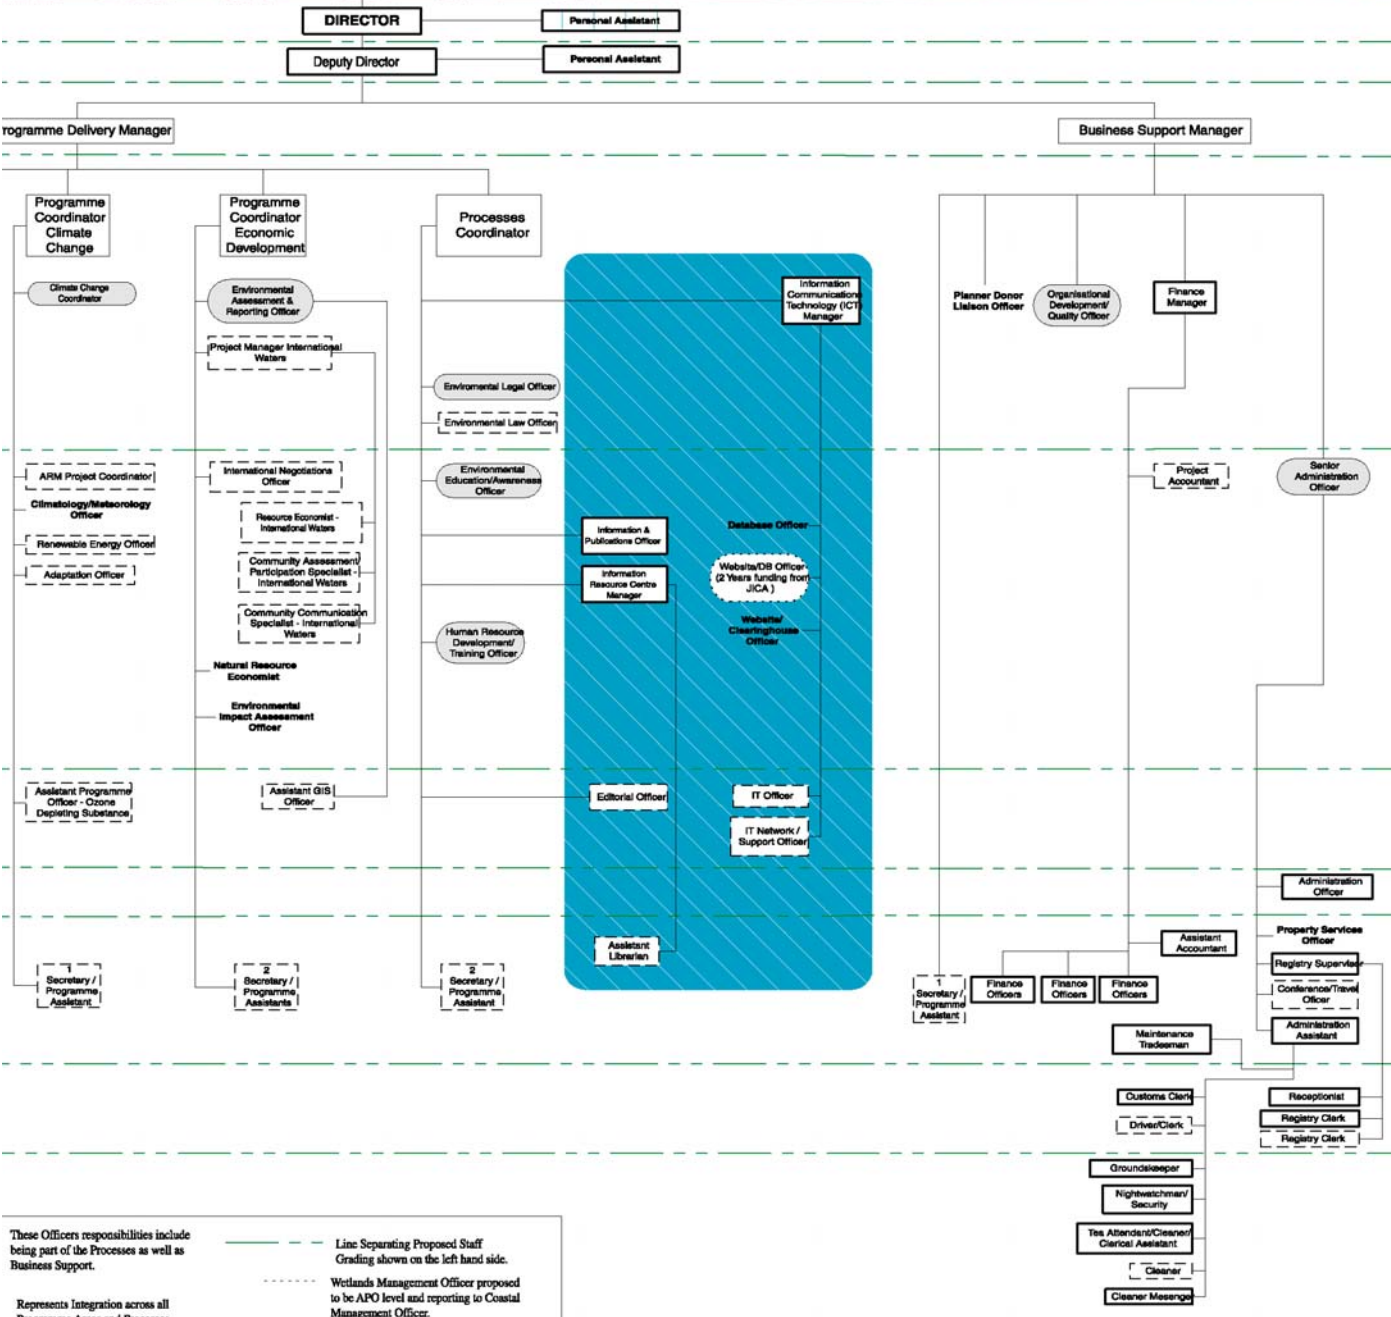 DIRECTOR
Personal Assistant
Deputy Director
Personal Assistant
rogramme Delivery Manager
Business Support Manager
Programme
Coordinator
Climate
Change
Programme
Coordinator
Economic
Development
Processes
Coordinator
Climate Change
Coordinator
Environmental
Assessment &
Reporting Officer
Project Manager International
Waters
Information
Communications
Technology (ICT)
Manager
Planner Donor
Liaison Officer
Organisational
Development/
Quality Officer
Finance
Manager
Enviromental Legal Officer
Environmental Law Officer
ARM Project Coordinator
Climatology/Meteorology
Officer
Renewable Energy Officer
Adaptation Officer
International Negotiations
Officer
Resource Economist -
International Waters
Community Assessment/
Participation Specialist -
International Waters
Community Communication
Specialist - International
Waters
Natural Resource
Economist
Environmental
Impact Assessment
Officer
Environmental
Education/Awareness
Officer
Human Resource
Development/
Training Officer
Information &
Publications Officer
Information
Resource Centre
Manager
Database Officer
Website/DB Officer
(2 Years funding from
JICA )
Website/
Clearinghouse
Officer
Project
Accountant
Senior
Administration
Officer
Assistant Programme
Officer - Ozone
Depleting Substance
Assistant GIS
Officer
Editorial Officer
IT Officer
IT Network /
Support Officer
Administration
Officer
Assistant
Librarian
Assistant
Accountant
Property Services
Officer
Registry Supervisor
Conference/Travel
Oficer
Administration
Assistant
1
Secretary /
Programme
Assistant
2
Secretary /
Programme
Assistants
2
Secretary /
Programme
Assistant
1
Secretary /
Programme
Assistant
Finance
Officers
Finance
Officers
Finance
Officers
Maintenance
Tradeeman
Customs Clerk
Driver/Clerk
Receptionist
Registry Clerk
Registry Clerk
Groundskeeper
Nightwatchman/
Security
Tea Attendant/Cleaner/
Clerical Assistant
Cleaner
Cleaner Mesenger
These Officers responsibilities include
being part of the Processes as well as
Business Support.
Represents Integration across all
Line Separating Proposed Staff
Grading shown on the left hand side.
Wetlands Management Officer proposed
to be APO level and reporting to Coastal
Management Officer.